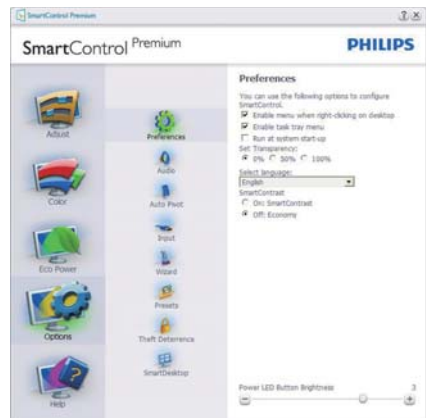 SmartControl Premium
SmartControl Premium
PHILIPS
Adjust
Color
Eco Power
Options
Help
Preferences
Audio
Auto Pivot
Input
Wizard
Presets
Theft Deterrence
SmartDesktop
Preferences
You can use the following options to configure
SmartControl.
Enable menu when right-clicking on desktop
Enable task tray menu
Run at system start-up
Set Transparency:
0% 50% 100%
Select language:
English
SmartContrast
On: SmartContrast
Off: Economy
Power LED Button Brightness 3